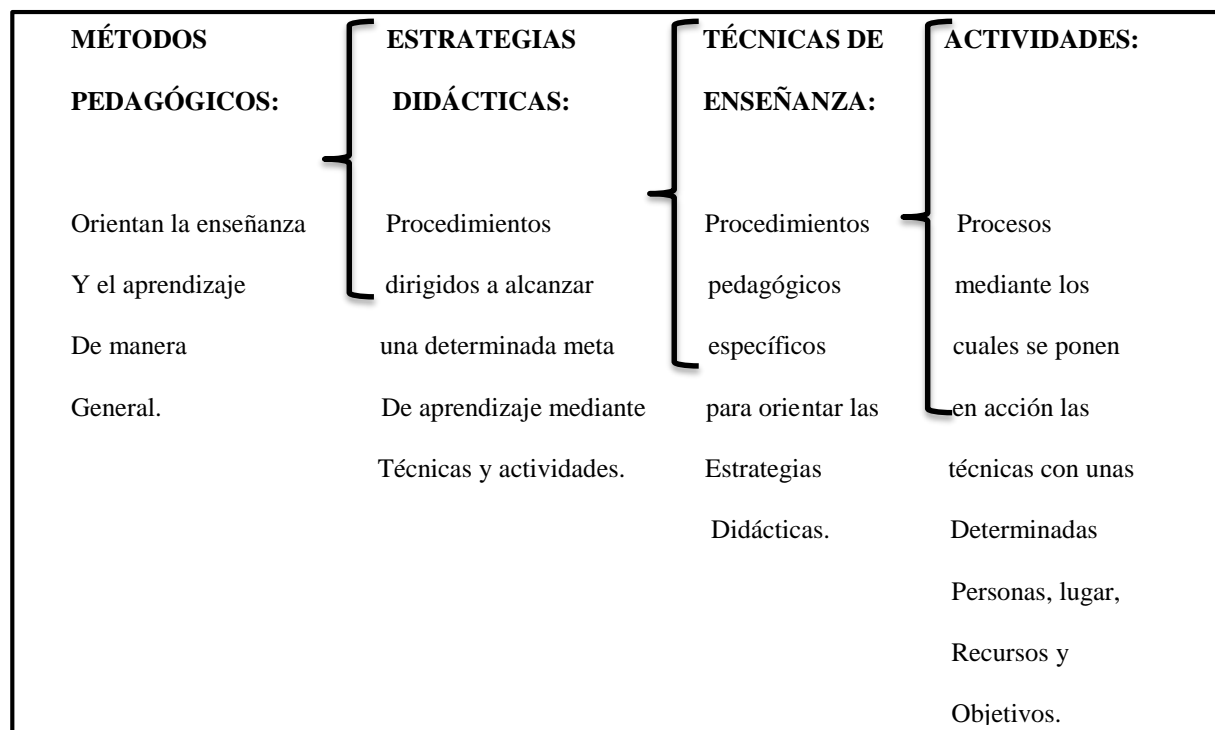 MÉTODOS
PEDAGÓGICOS:
Orientan la enseñanza
Y el aprendizaje
De manera
General.
ESTRATEGIAS
DIDÁCTICAS:
Procedimientos
dirigidos a alcanzar
una determinada meta
De aprendizaje mediante
Técnicas y actividades.
TÉCNICAS DE
ENSEÑANZA:
Procedimientos
pedagógicos
específicos
para orientar las
Estrategias
Didácticas.
ACTIVIDADES:
Procesos
mediante los
cuales se ponen
en acción las
técnicas con unas
Determinadas
Personas, lugar,
Recursos y
Objetivos.